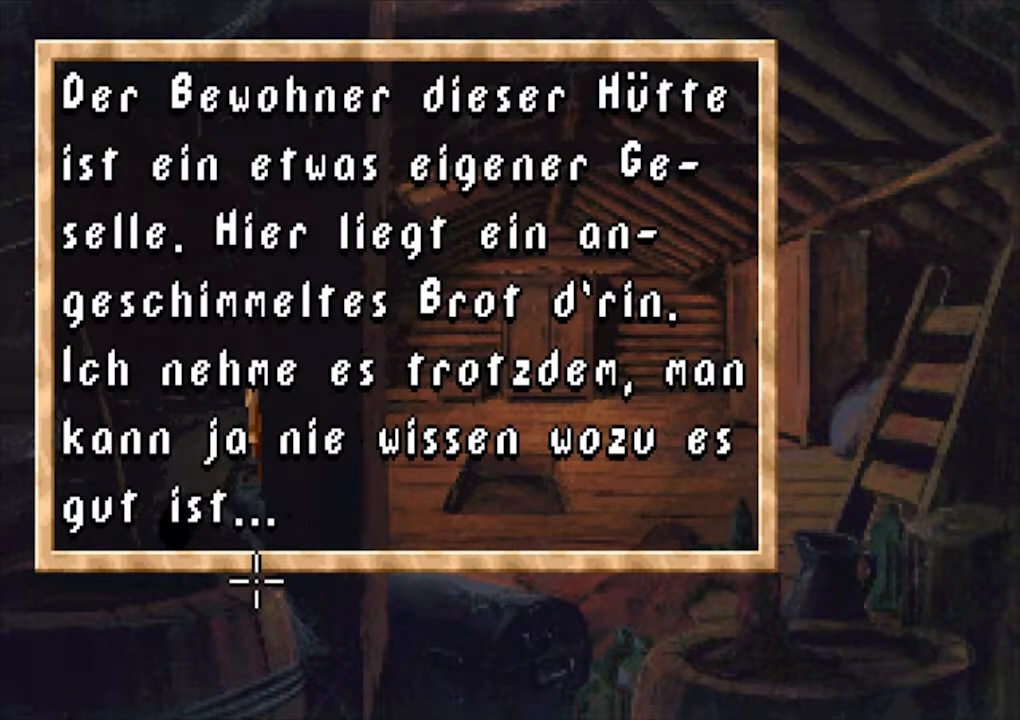 Der Bewohner dieser Hütte
ist ein etwas eigener Ge-
selle. Hier liegt ein an-
geschimmeltes Brot d'rin.
Ich nehme es trotzdem, man
kann ja nie wissen wozu es
gut ist...